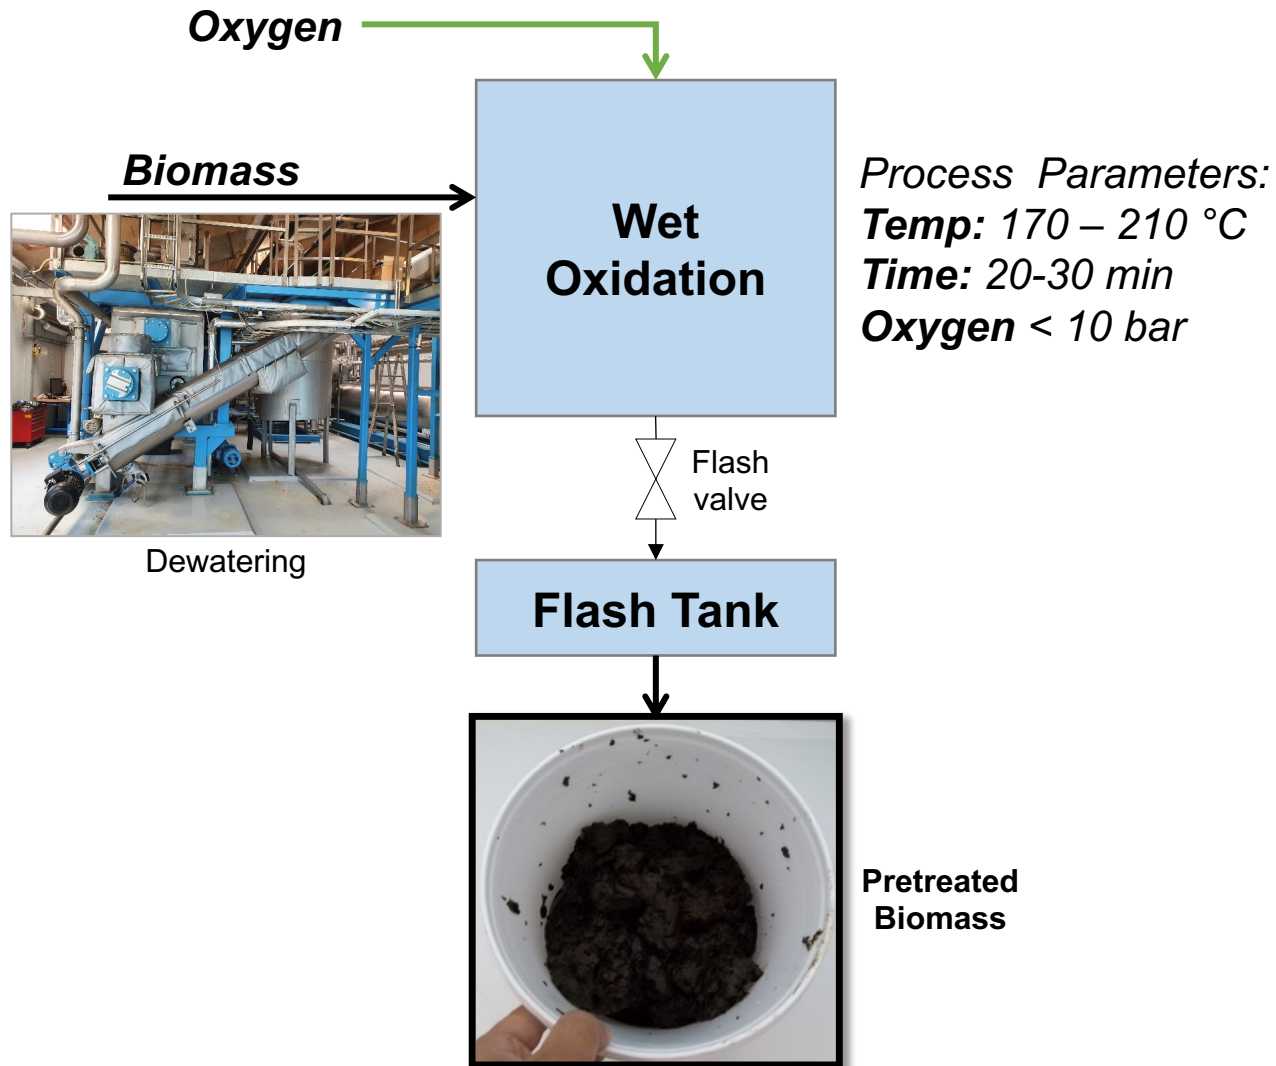 Oxygen
Biomass
Wet
Oxidation
Process Parameters:
Temp: 170 – 210 °C
Time: 20-30 min
Oxygen < 10 bar
Flash
valve
Dewatering
Flash Tank
Pretreated
Biomass